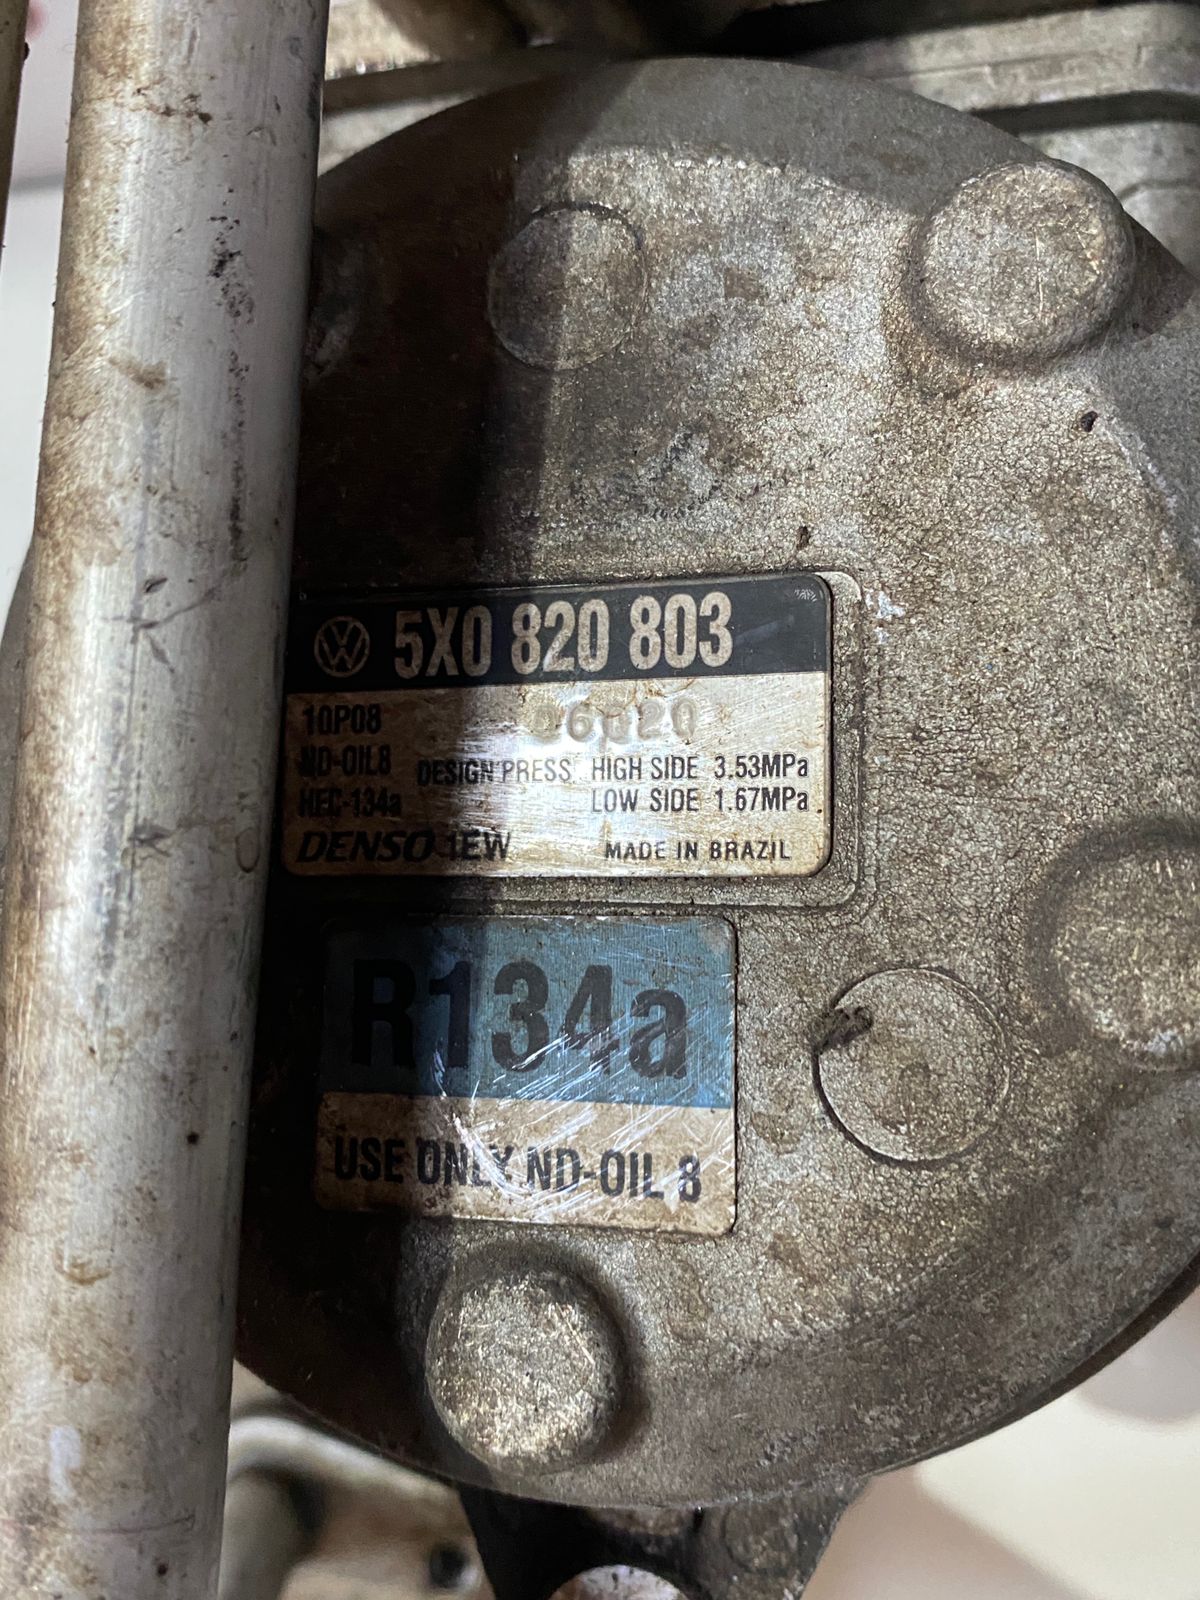 5X0 820 803
10P08
ND-OIL8 DESIGN PRESS HIGH SIDE 3.53MPa
HFC-134a LOW SIDE 1.67MPa
DENSO 1EW MADE IN BRAZIL
R134a
USE ONLY ND-OIL 8